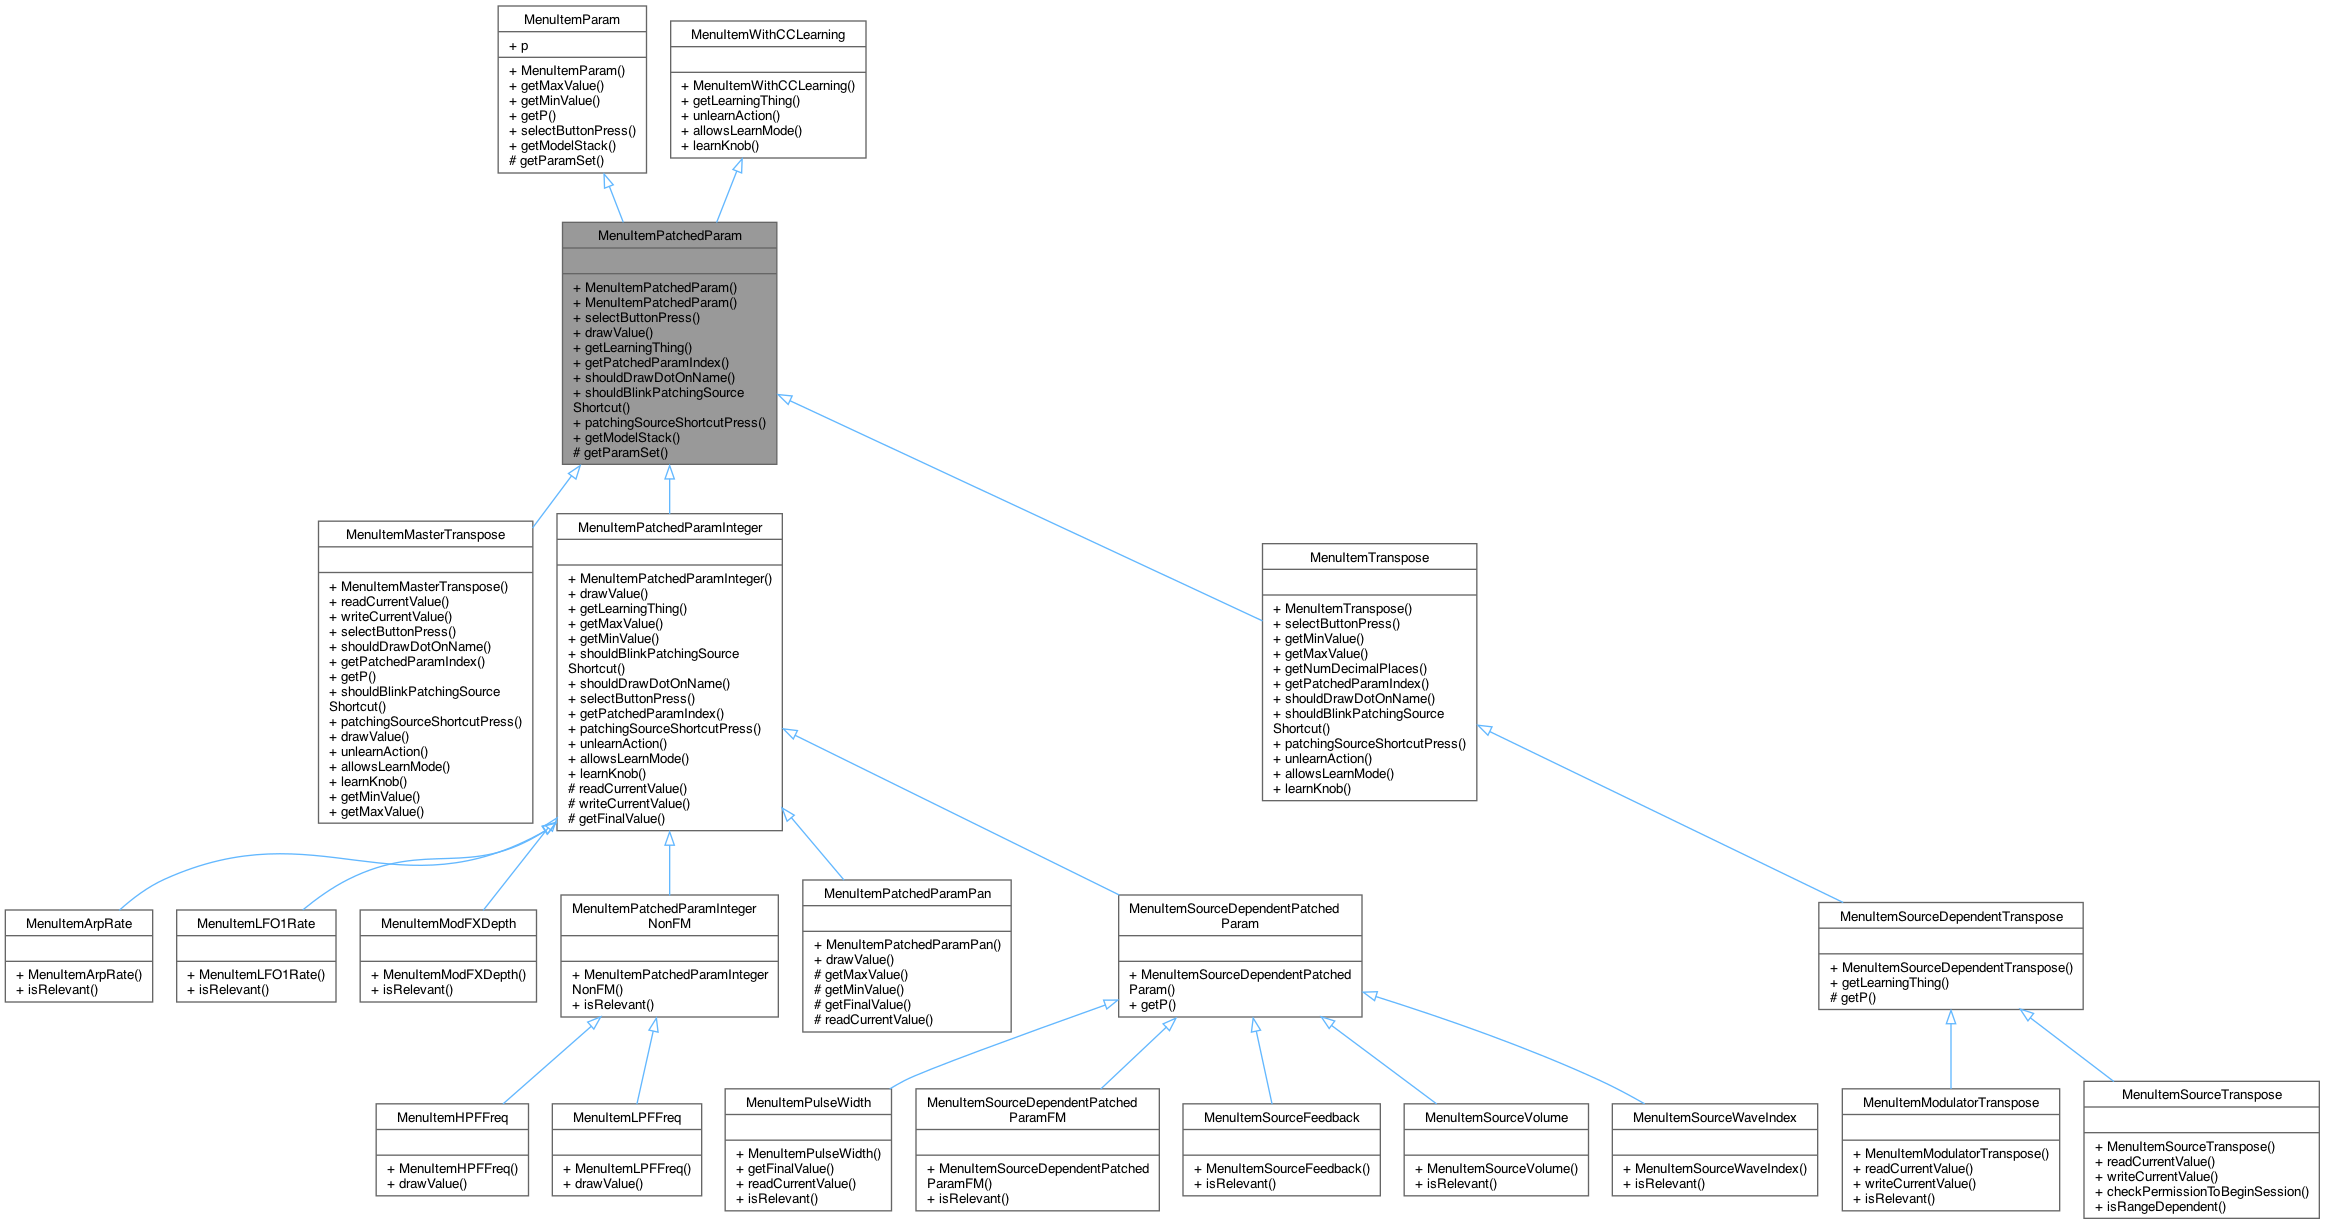 MenuItemParam
+ p
+ MenuItemParam()
+ getMaxValue()
+ getMinValue()
+ getP()
+ selectButtonPress()
+ getModelStack()
# getParamSet()
MenuItemWithCCLearning
+ MenuItemWithCCLearning()
+ getLearningThing()
+ unlearnAction()
+ allowsLearnMode()
+ learnKnob()
MenuItemPatchedParam
+ MenuItemPatchedParam()
+ MenuItemPatchedParam()
+ selectButtonPress()
+ drawValue()
+ getLearningThing()
+ getPatchedParamIndex()
+ shouldDrawDotOnName()
+ shouldBlinkPatchingSource
Shortcut()
+ patchingSourceShortcutPress()
+ getModelStack()
# getParamSet()
MenuItemMasterTranspose
+ MenuItemMasterTranspose()
+ readCurrentValue()
+ writeCurrentValue()
+ selectButtonPress()
+ shouldDrawDotOnName()
+ getPatchedParamIndex()
+ getP()
+ shouldBlinkPatchingSource
Shortcut()
+ patchingSourceShortcutPress()
+ drawValue()
+ unlearnAction()
+ allowsLearnMode()
+ learnKnob()
+ getMinValue()
+ getMaxValue()
MenuItemPatchedParamInteger
+ MenuItemPatchedParamInteger()
+ drawValue()
+ getLearningThing()
+ getMaxValue()
+ getMinValue()
+ shouldBlinkPatchingSource
Shortcut()
+ shouldDrawDotOnName()
+ selectButtonPress()
+ getPatchedParamIndex()
+ patchingSourceShortcutPress()
+ unlearnAction()
+ allowsLearnMode()
+ learnKnob()
# readCurrentValue()
# writeCurrentValue()
# getFinalValue()
MenuItemTranspose
+ MenuItemTranspose()
+ selectButtonPress()
+ getMinValue()
+ getMaxValue()
+ getNumDecimalPlaces()
+ getPatchedParamIndex()
+ shouldDrawDotOnName()
+ shouldBlinkPatchingSource
Shortcut()
+ patchingSourceShortcutPress()
+ unlearnAction()
+ allowsLearnMode()
+ learnKnob()
MenuItemArpRate
+ MenuItemArpRate()
+ isRelevant()
MenuItemLFO1Rate
+ MenuItemLFO1Rate()
+ isRelevant()
MenuItemModFXDepth
+ MenuItemModFXDepth()
+ isRelevant()
MenuItemPatchedParamInteger
NonFM
+ MenuItemPatchedParamInteger
NonFM()
+ isRelevant()
MenuItemPatchedParamPan
+ MenuItemPatchedParamPan()
+ drawValue()
# getMaxValue()
# getMinValue()
# getFinalValue()
# readCurrentValue()
MenuItemSourceDependentPatched
Param
+ MenuItemSourceDependentPatched
Param()
+ getP()
MenuItemSourceDependentTranspose
+ MenuItemSourceDependentTranspose()
+ getLearningThing()
# getP()
MenuItemHPFFreq
+ MenuItemHPFFreq()
+ drawValue()
MenuItemLPFFreq
+ MenuItemLPFFreq()
+ drawValue()
MenuItemPulseWidth
+ MenuItemPulseWidth()
+ getFinalValue()
+ readCurrentValue()
+ isRelevant()
MenuItemSourceDependentPatched
ParamFM
+ MenuItemSourceDependentPatched
ParamFM()
+ isRelevant()
MenuItemSourceFeedback
+ MenuItemSourceFeedback()
+ isRelevant()
MenuItemSourceVolume
+ MenuItemSourceVolume()
+ isRelevant()
MenuItemSourceWaveIndex
+ MenuItemSourceWaveIndex()
+ isRelevant()
MenuItemModulatorTranspose
+ MenuItemModulatorTranspose()
+ readCurrentValue()
+ writeCurrentValue()
+ isRelevant()
MenuItemSourceTranspose
+ MenuItemSourceTranspose()
+ readCurrentValue()
+ writeCurrentValue()
+ checkPermissionToBeginSession()
+ isRangeDependent()